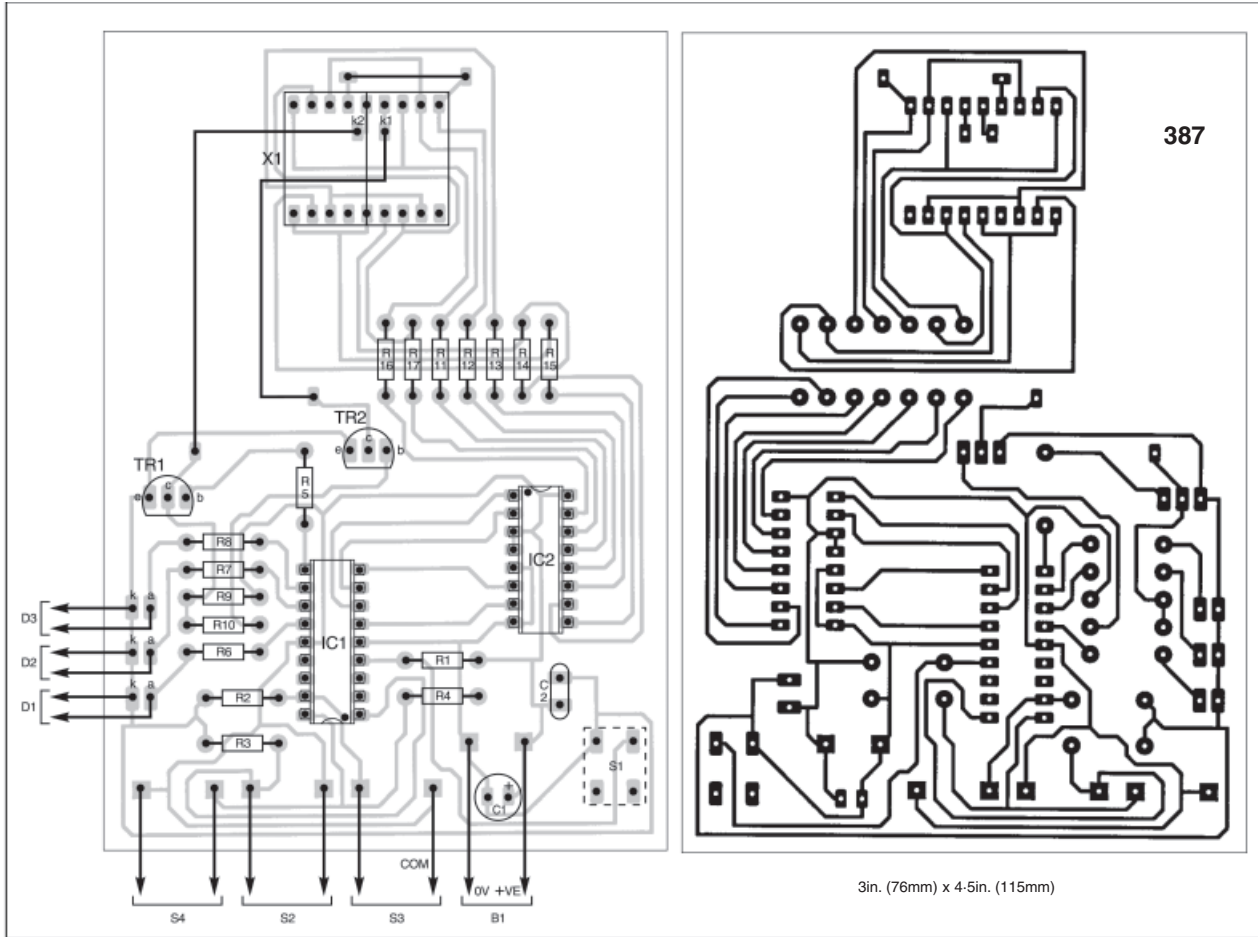 387
k2 k1
X1
R 16 R 17 R 11 R 12 R 13 R 14 R 15
TR2
e c b
TR1
e c b
R 5
R8
R7
R9
R10
R6
IC2
IC1
k a
D3
k a
D2
k a
D1
R1
R4
C 2
R2
R3
S1
+
C1
COM
0V +VE
S4 S2 S3 B1
3in. (76mm) x 4·5in. (115mm)